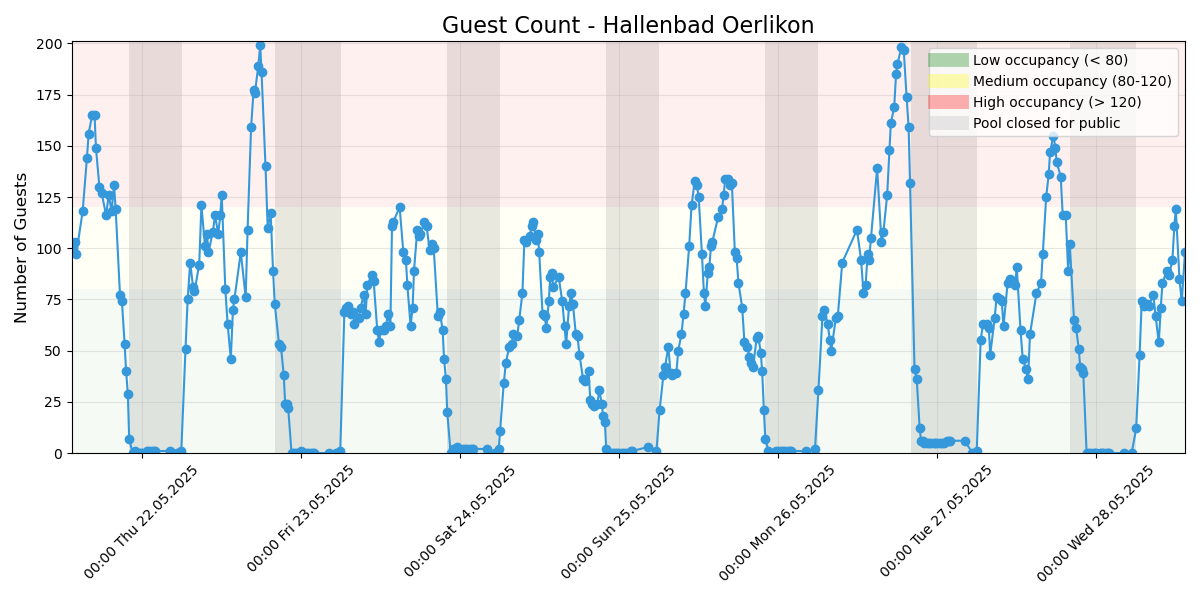 Guest Count - Hallenbad Oerlikon
Number of Guests
200
175
150
125
100
75
50
25
0
Low occupancy (< 80)
Medium occupancy (80-120)
High occupancy (> 120)
Pool closed for public
00:00 Thu 22.05.2025
00:00 Fri 23.05.2025
00:00 Sat 24.05.2025
00:00 Sun 25.05.2025
00:00 Mon 26.05.2025
00:00 Tue 27.05.2025
00:00 Wed 28.05.2025